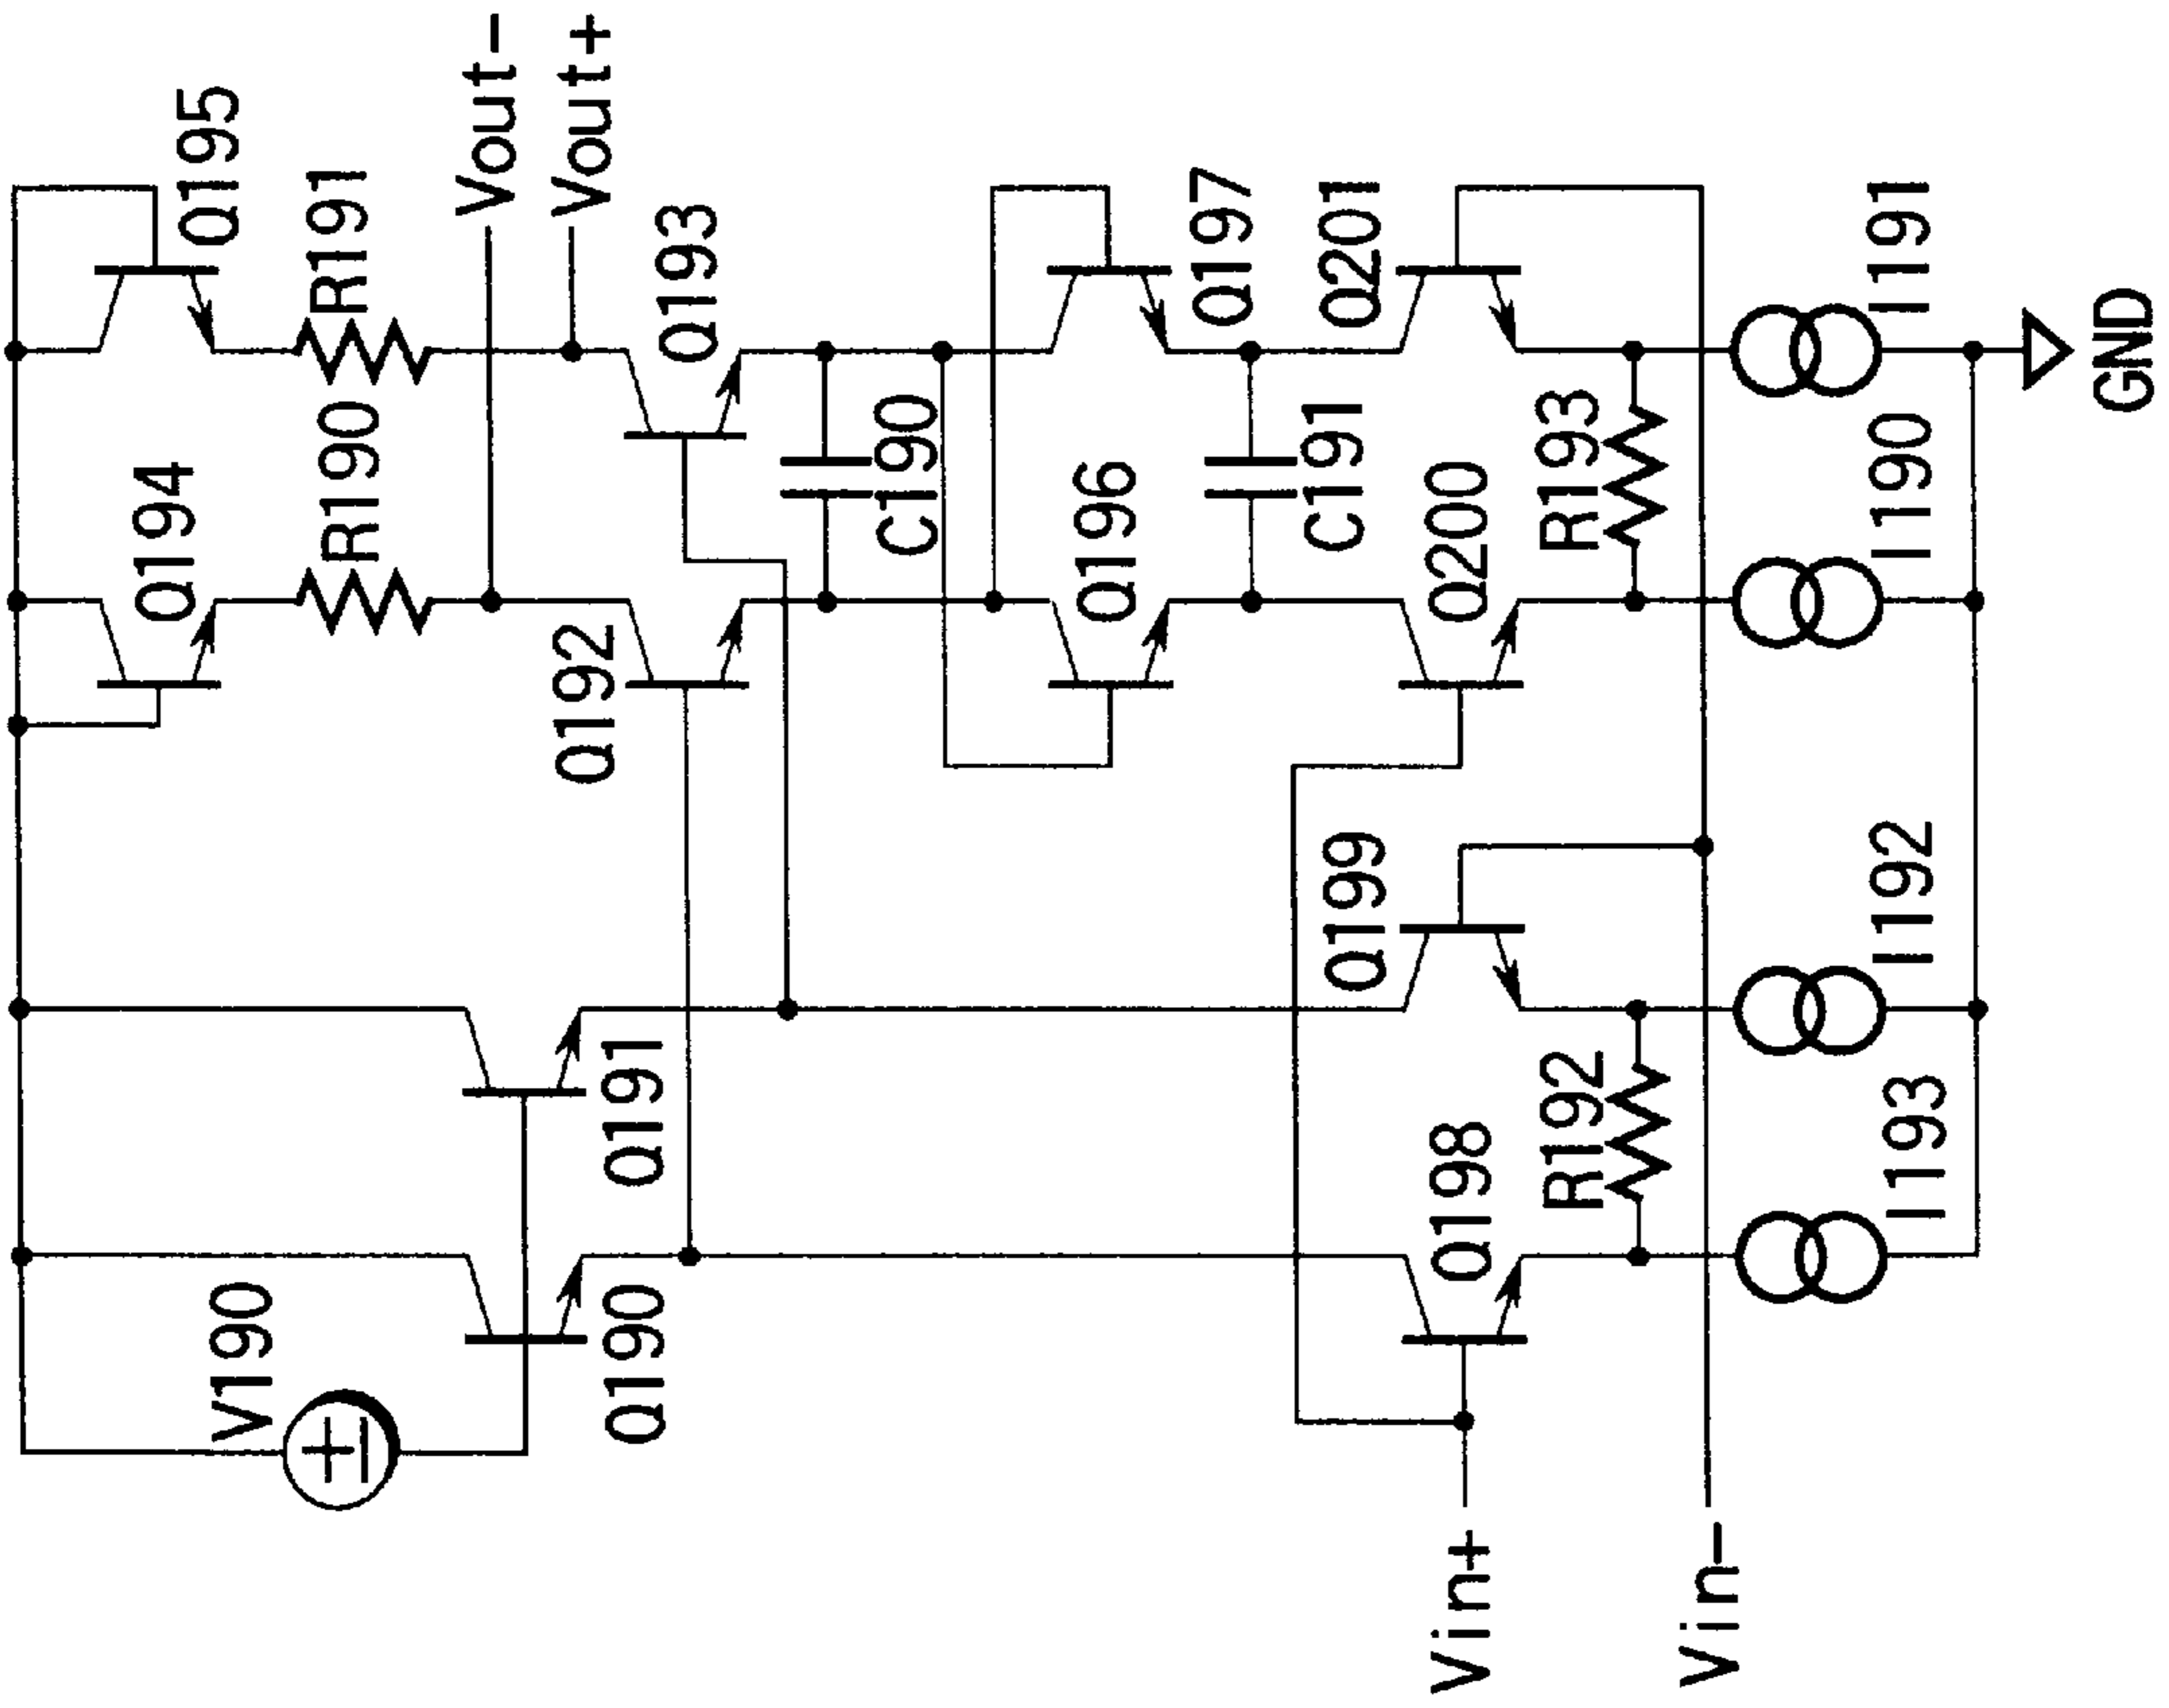 Q195
R191
Vout-
Vout+
Q193
Q197
Q201
I191
GND
Q194
R190
C190
Q196
C191
Q200
R193
I190
Q192
Q199
I192
Q191
R192
Q198
I193
V190
Q190
Vin+
Vin-